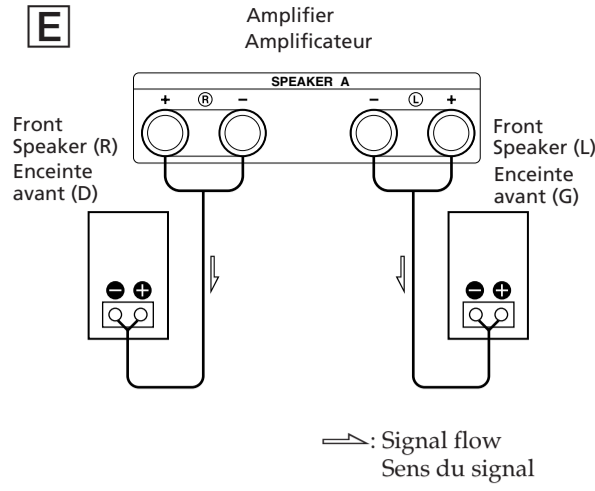 E
Amplifier
Amplificateur
SPEAKER A
+ R − − L +
Front
Speaker (R)
Enceinte
avant (D)
Front
Speaker (L)
Enceinte
avant (G)
− +
− +
: Signal flow
Sens du signal